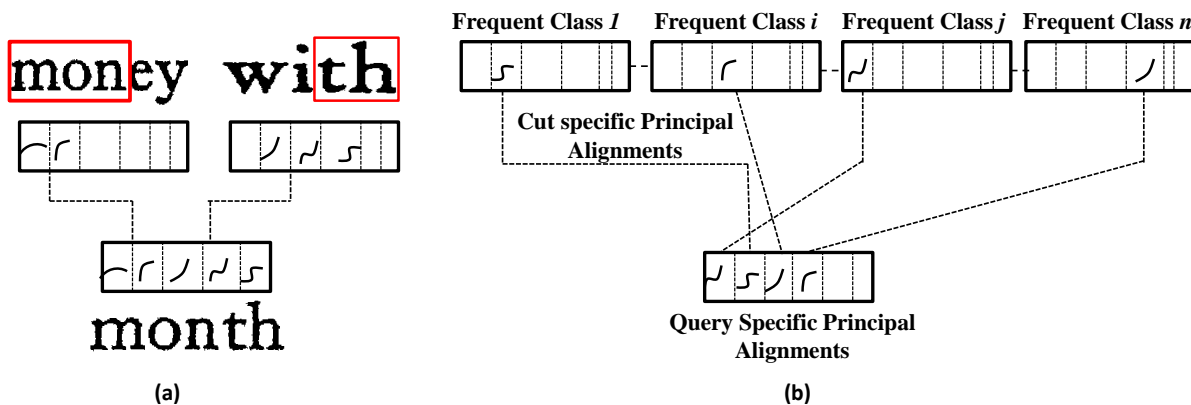 money with
month
(a)
Frequent Class 1 Frequent Class i Frequent Class j Frequent Class n
Cut specific Principal
Alignments
Query Specific Principal
Alignments
(b)